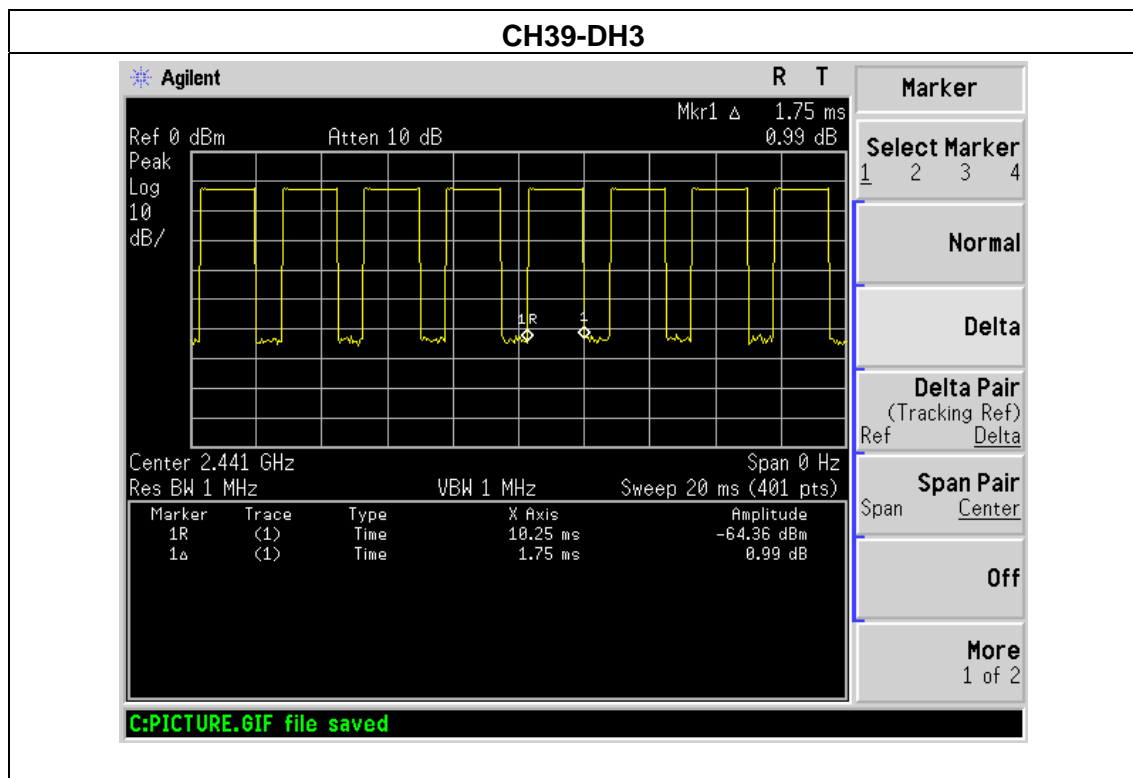 CH39-DH3
Agilent R T
Mkr1 Δ 1.75 ms
Ref 0 dBm Atten 10 dB 0.99 dB
Peak
Log
10
dB/
1R 1
Center 2.441 GHz Span 0 Hz
Res BW 1 MHz VBW 1 MHz Sweep 20 ms (401 pts)
Marker Trace Type X Axis Amplitude
1R (1) Time 10.25 ms -64.36 dBm
1Δ (1) Time 1.75 ms 0.99 dB
C:PICTURE.GIF file saved
Marker
Select Marker
1 2 3 4
Normal
Delta
Delta Pair
(Tracking Ref)
Ref Delta
Span Pair
Span Center
Off
More
1 of 2